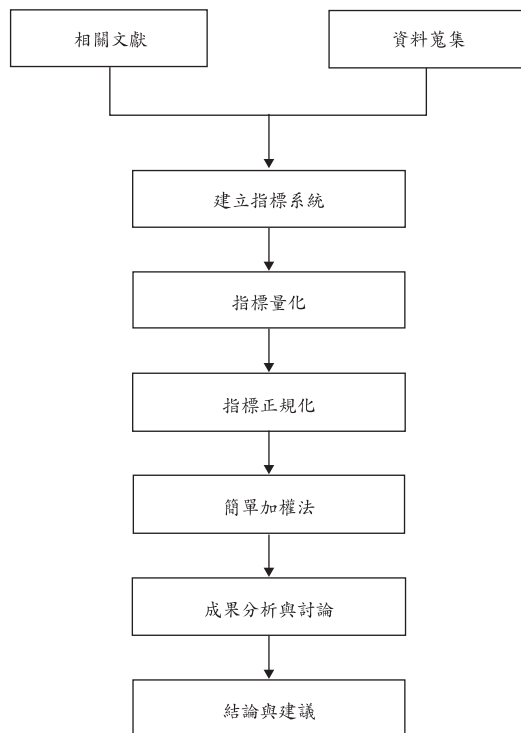 相關文獻
資料蒐集
建立指標系統
指標量化
指標正規化
簡單加權法
成果分析與討論
結論與建議